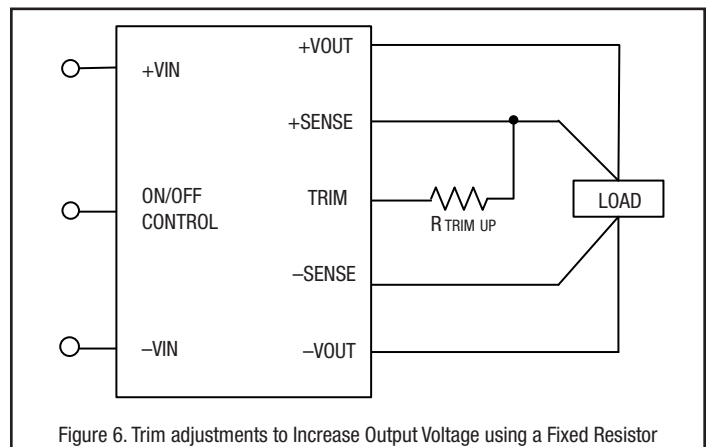 +VOUT
+VIN
+SENSE
ON/OFF
CONTROL
TRIM
R TRIM UP
LOAD
–SENSE
–VIN
–VOUT
Figure 6. Trim adjustments to Increase Output Voltage using a Fixed Resistor